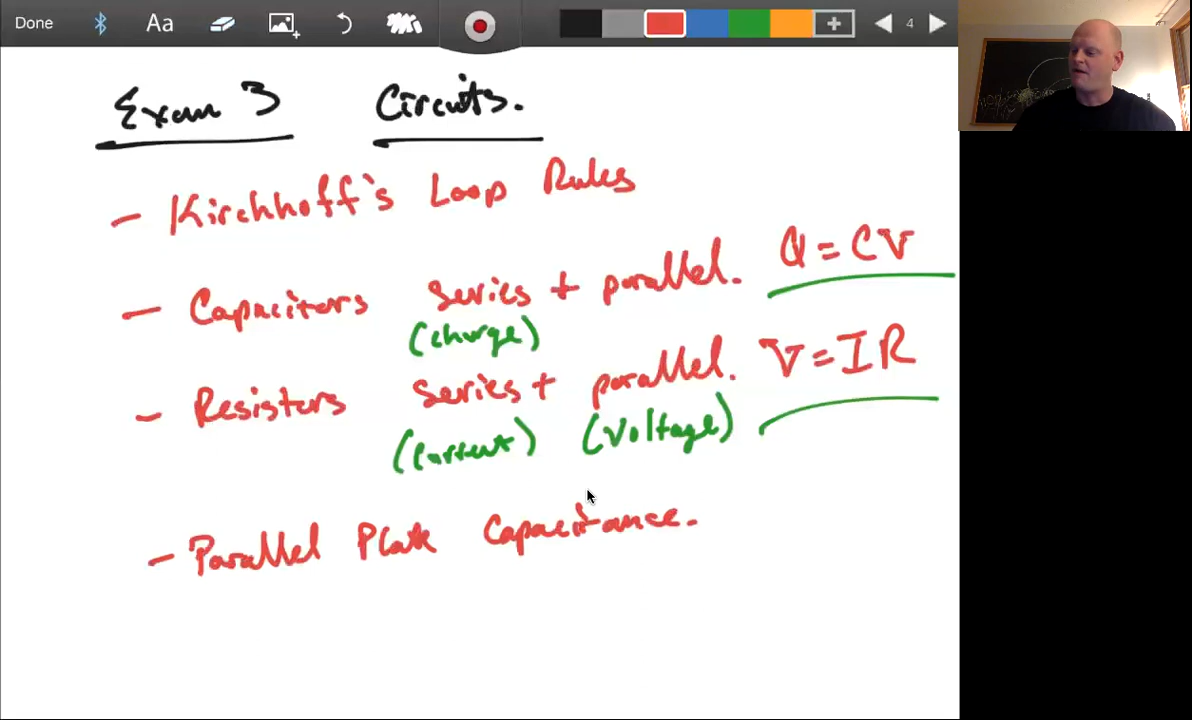 Done Aa 4
Exam 3 Circuits.
- Kirchhoff's Loop Rules
- Capacitors series + parallel. Q = CV
(charge)
- Resistors series + parallel. V = IR
(current) (voltage)
- Parallel Plate Capacitance.